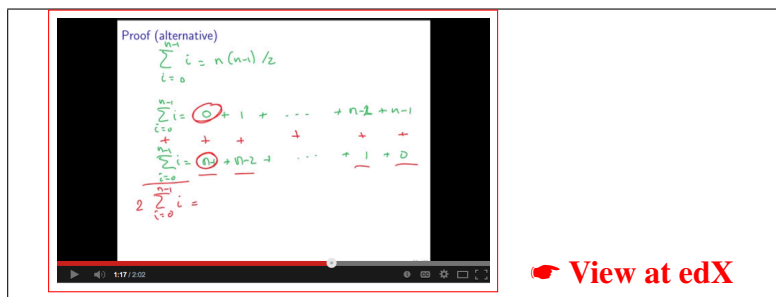 Proof (alternative)
n-1
∑ i = n (n-1) /2
i = 0
n-1
∑ i = 0 + 1 + ... + n-2 + n-1
i=0
+ + + + + +
n-1
∑ i = n-1 + n-2 + ... + 1 + 0
i=0
n-1
2 ∑ i =
i=0
1:17 / 2:02
☛ View at edX